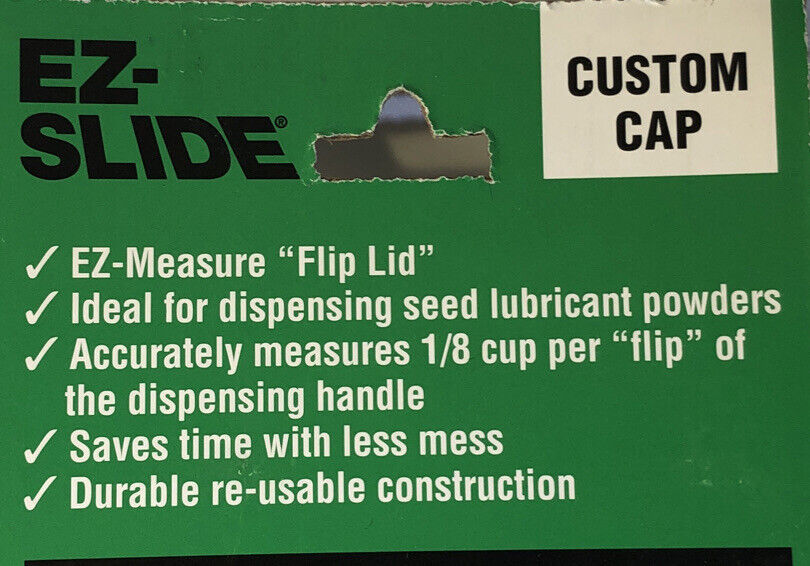 EZ-
SLIDE®
CUSTOM
CAP
✓ EZ-Measure “Flip Lid”
✓ Ideal for dispensing seed lubricant powders
✓ Accurately measures 1/8 cup per “flip” of
the dispensing handle
✓ Saves time with less mess
✓ Durable re-usable construction